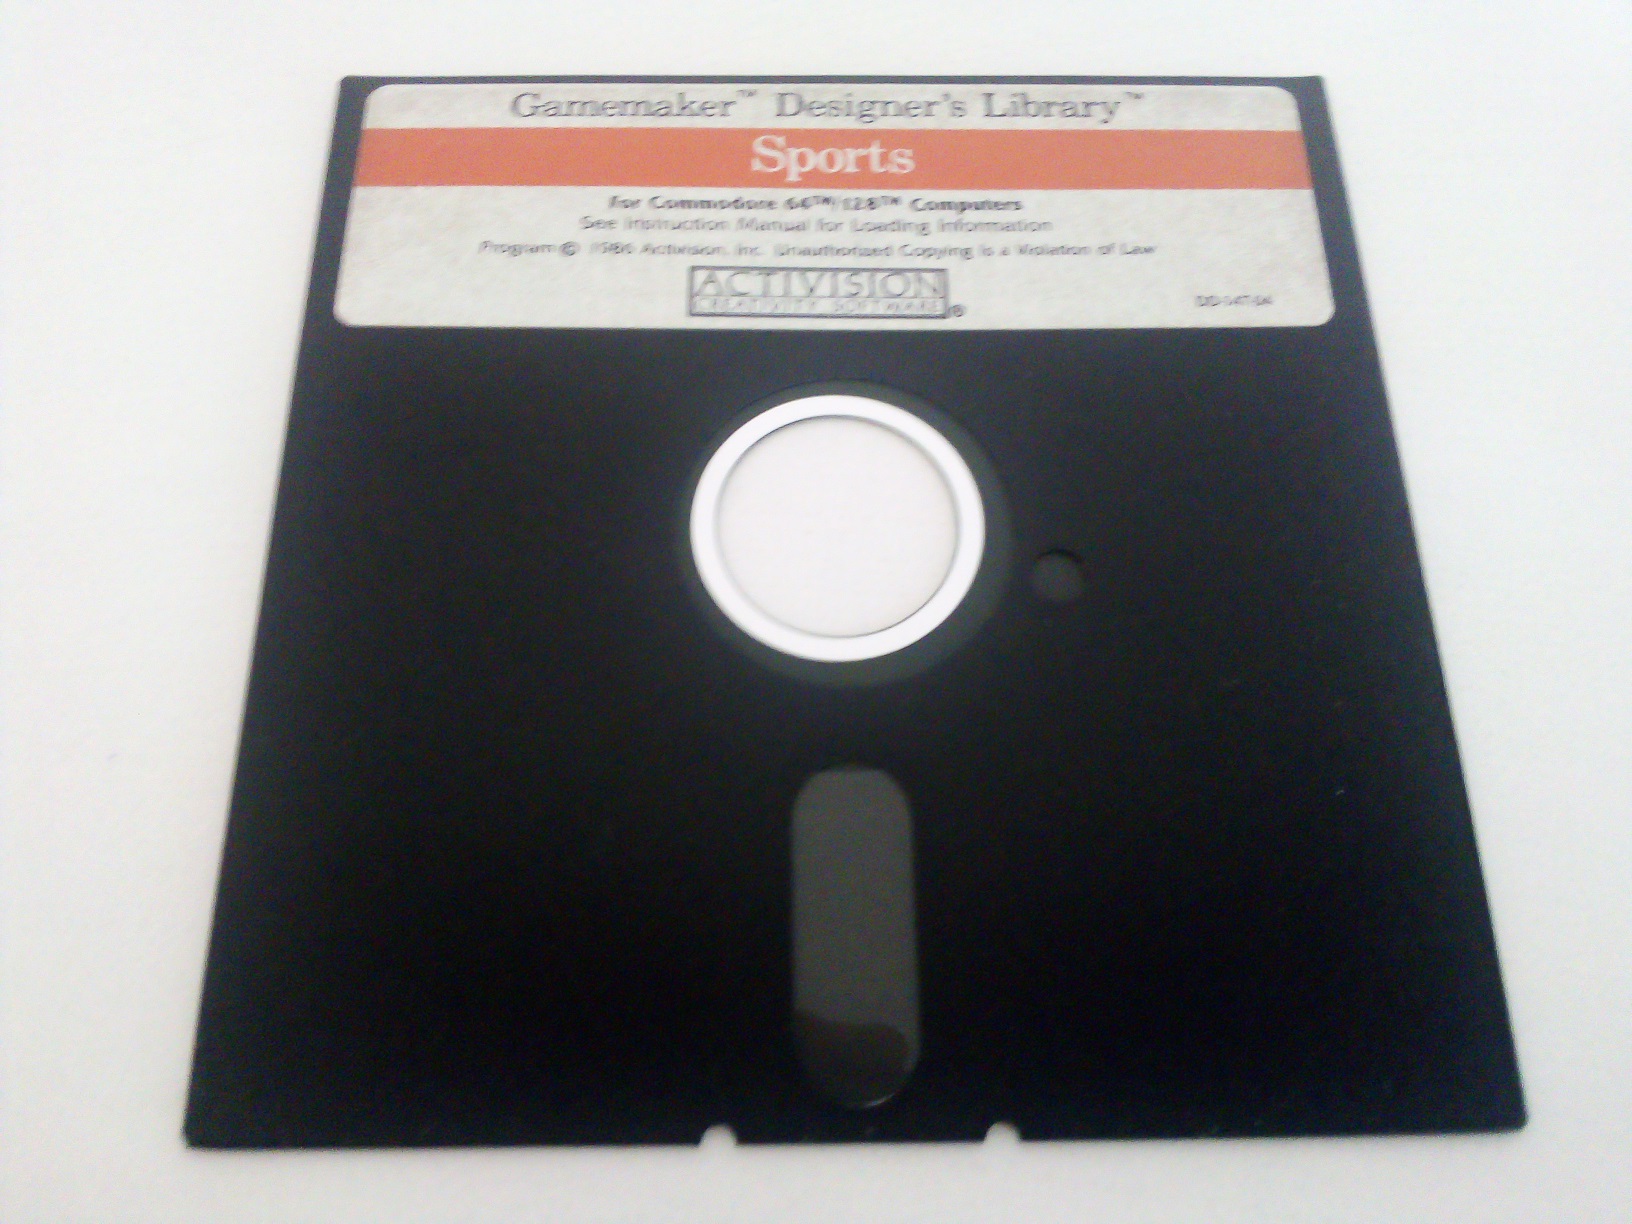 Gamemaker™ Designer's Library™
Sports
For Commodore 64™/128™ Computers
See Instruction Manual for Loading Information
Program © 1986 Activision, Inc. Unauthorized Copying is a Violation of Law
ACTIVISION
CREATIVITY SOFTWARE ®